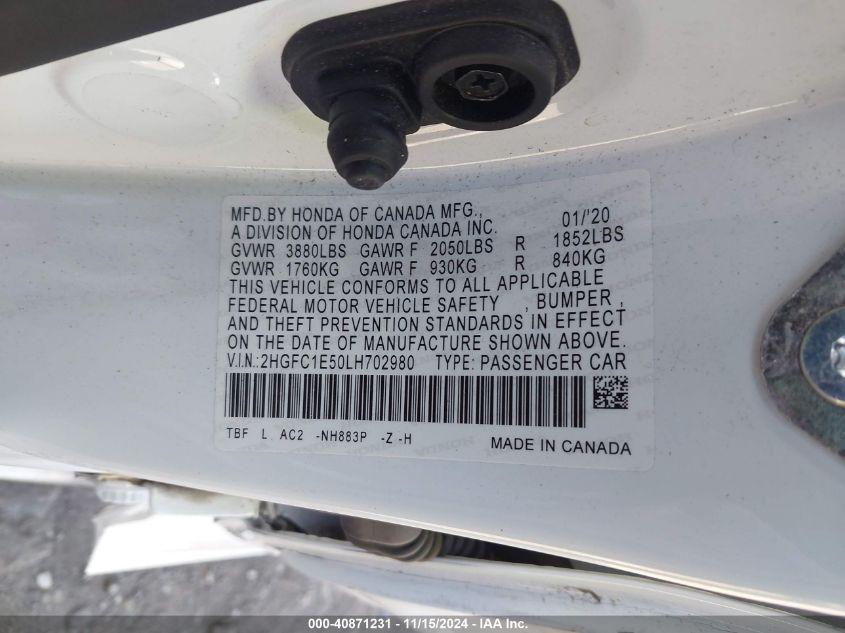 MFD.BY HONDA OF CANADA MFG., 01/'20
A DIVISION OF HONDA CANADA INC.
GVWR 3880LBS GAWR F 2050LBS R 1852LBS
GVWR 1760KG GAWR F 930KG R 840KG
THIS VEHICLE CONFORMS TO ALL APPLICABLE
FEDERAL MOTOR VEHICLE SAFETY , BUMPER ,
AND THEFT PREVENTION STANDARDS IN EFFECT
ON THE DATE OF MANUFACTURE SHOWN ABOVE.
V.I.N.:2HGFC1E50LH702980 TYPE: PASSENGER CAR
TBF L AC2 -NH883P -Z -H
MADE IN CANADA
000-40871231 - 11/15/2024 - IAA Inc.